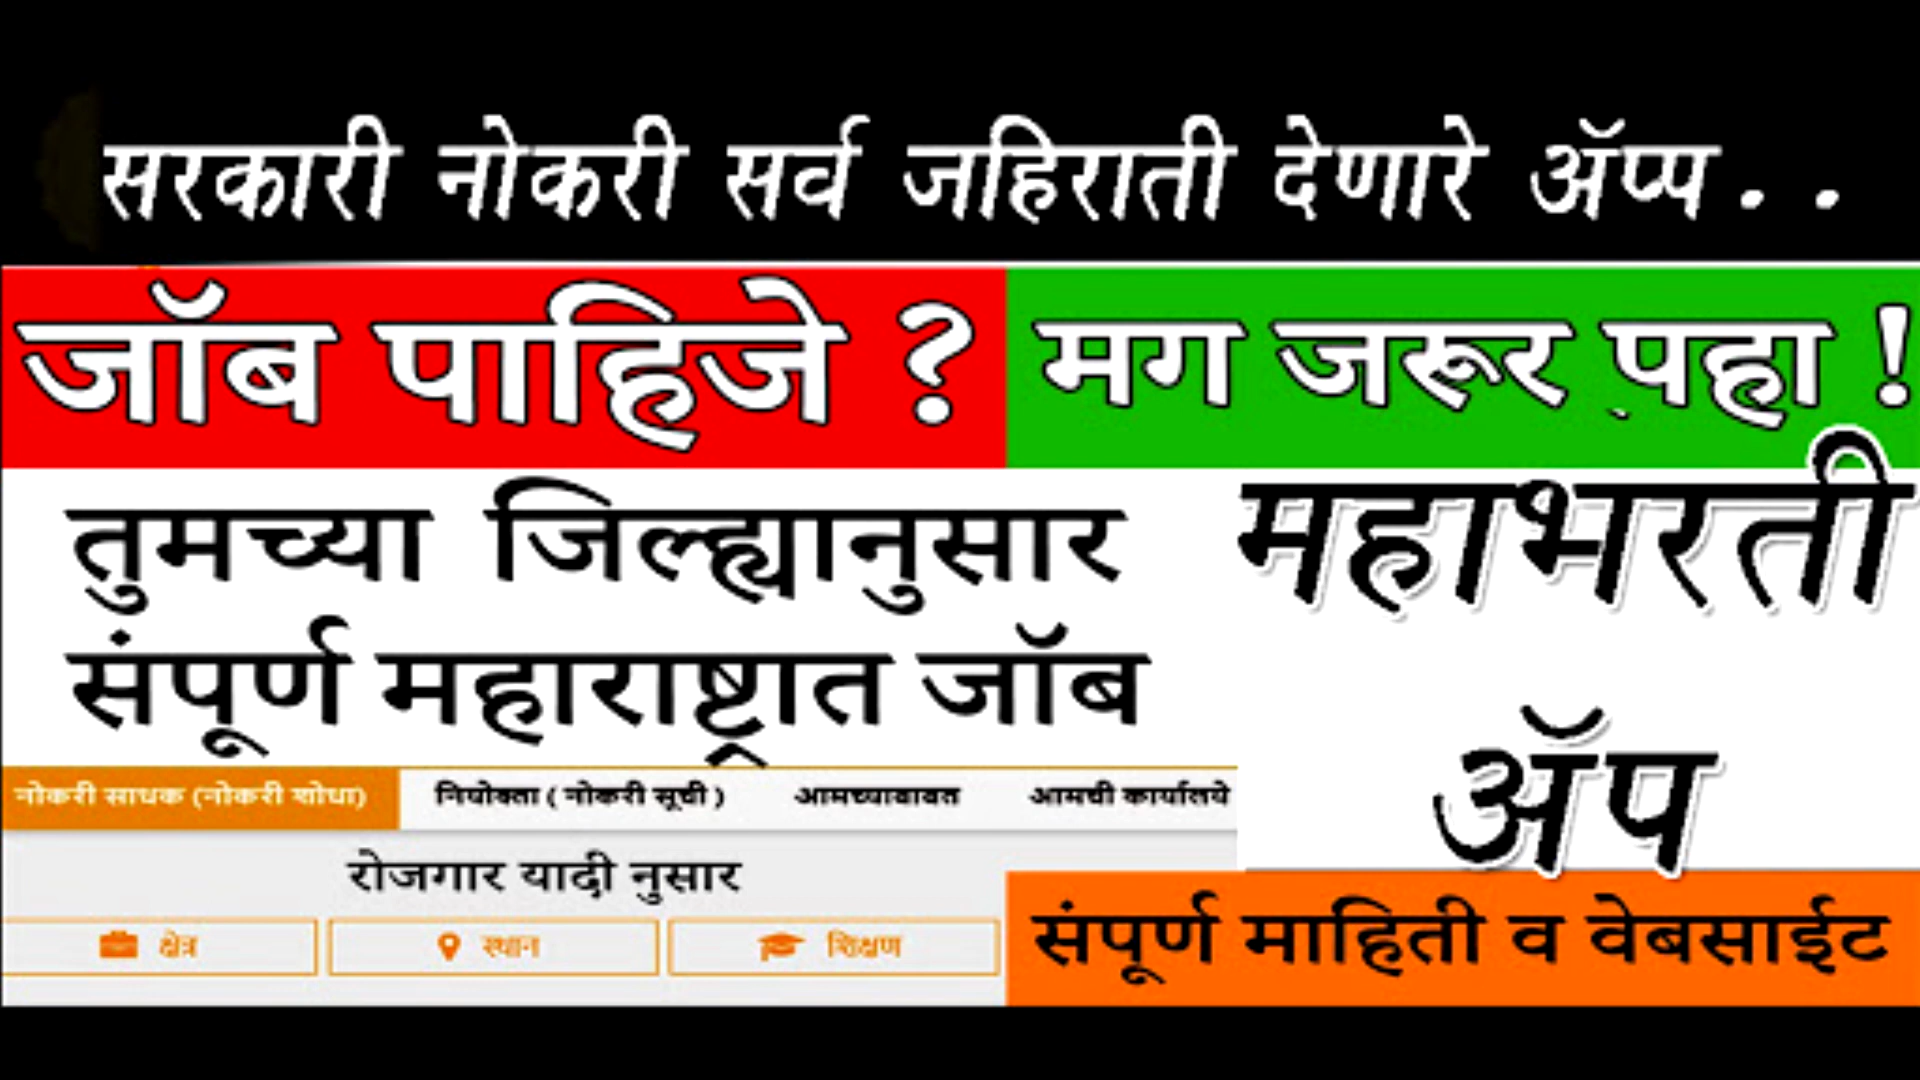 सरकारी नोकरी सर्व जहिराती देणारे ॲप्प . .
जॉब पाहिजे ? मग जरूर पहा !
तुमच्या जिल्ह्यानुसार
संपूर्ण महाराष्ट्रात जॉब
महाभरती
ॲप
नोकरी साधक (नोकरी शोधा) नियोक्ता ( नोकरी सूची ) आमच्याबाबत आमची कार्यालये
रोजगार यादी नुसार
क्षेत्र स्थान शिक्षण
संपूर्ण माहिती व वेबसाईट